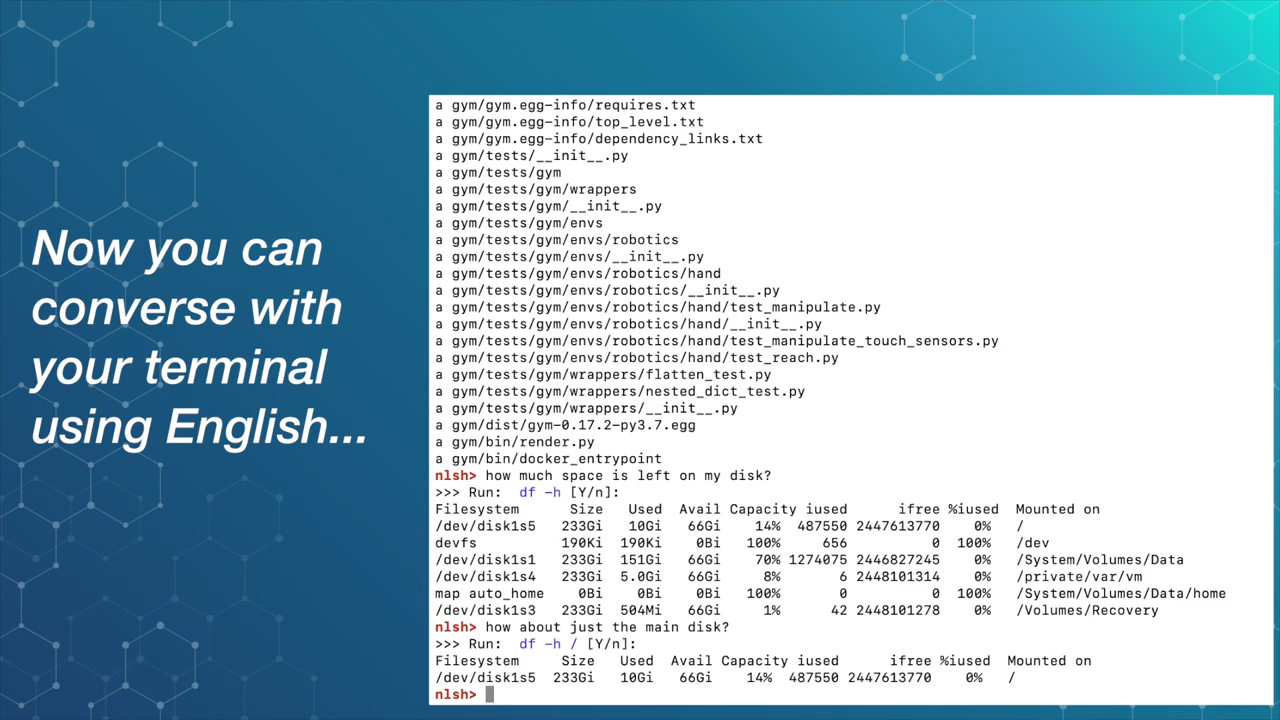 Now you can
converse with
your terminal
using English...
a gym/gym.egg-info/requires.txt
a gym/gym.egg-info/top_level.txt
a gym/gym.egg-info/dependency_links.txt
a gym/tests/__init__.py
a gym/tests/gym
a gym/tests/gym/wrappers
a gym/tests/gym/__init__.py
a gym/tests/gym/envs
a gym/tests/gym/envs/robotics
a gym/tests/gym/envs/__init__.py
a gym/tests/gym/envs/robotics/hand
a gym/tests/gym/envs/robotics/__init__.py
a gym/tests/gym/envs/robotics/hand/test_manipulate.py
a gym/tests/gym/envs/robotics/hand/__init__.py
a gym/tests/gym/envs/robotics/hand/test_manipulate_touch_sensors.py
a gym/tests/gym/envs/robotics/hand/test_reach.py
a gym/tests/gym/wrappers/flatten_test.py
a gym/tests/gym/wrappers/nested_dict_test.py
a gym/tests/gym/wrappers/__init__.py
a gym/dist/gym-0.17.2-py3.7.egg
a gym/bin/render.py
a gym/bin/docker_entrypoint
nlsh> how much space is left on my disk?
>>> Run: df -h [Y/n]:
Filesystem Size Used Avail Capacity iused ifree %iused Mounted on
/dev/disk1s5 233Gi 10Gi 66Gi 14% 487550 2447613770 0% /
devfs 190Ki 190Ki 0Bi 100% 656 0 100% /dev
/dev/disk1s1 233Gi 151Gi 66Gi 70% 1274075 2446827245 0% /System/Volumes/Data
/dev/disk1s4 233Gi 5.0Gi 66Gi 8% 6 2448101314 0% /private/var/vm
map auto_home 0Bi 0Bi 0Bi 100% 0 0 100% /System/Volumes/Data/home
/dev/disk1s3 233Gi 504Mi 66Gi 1% 42 2448101278 0% /Volumes/Recovery
nlsh> how about just the main disk?
>>> Run: df -h / [Y/n]:
Filesystem Size Used Avail Capacity iused ifree %iused Mounted on
/dev/disk1s5 233Gi 10Gi 66Gi 14% 487550 2447613770 0% /
nlsh>